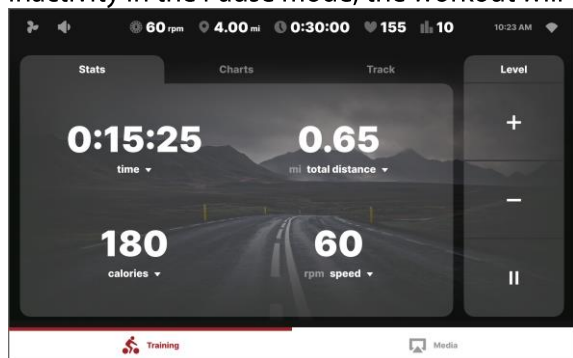 inactivity in the Pause mode, the workout will
60 rpm 4.00 mi 0:30:00 155 10 10:23 AM
Stats Charts Track Level
0:15:25 0.65
time mi total distance
180 60
calories rpm speed
Training Media